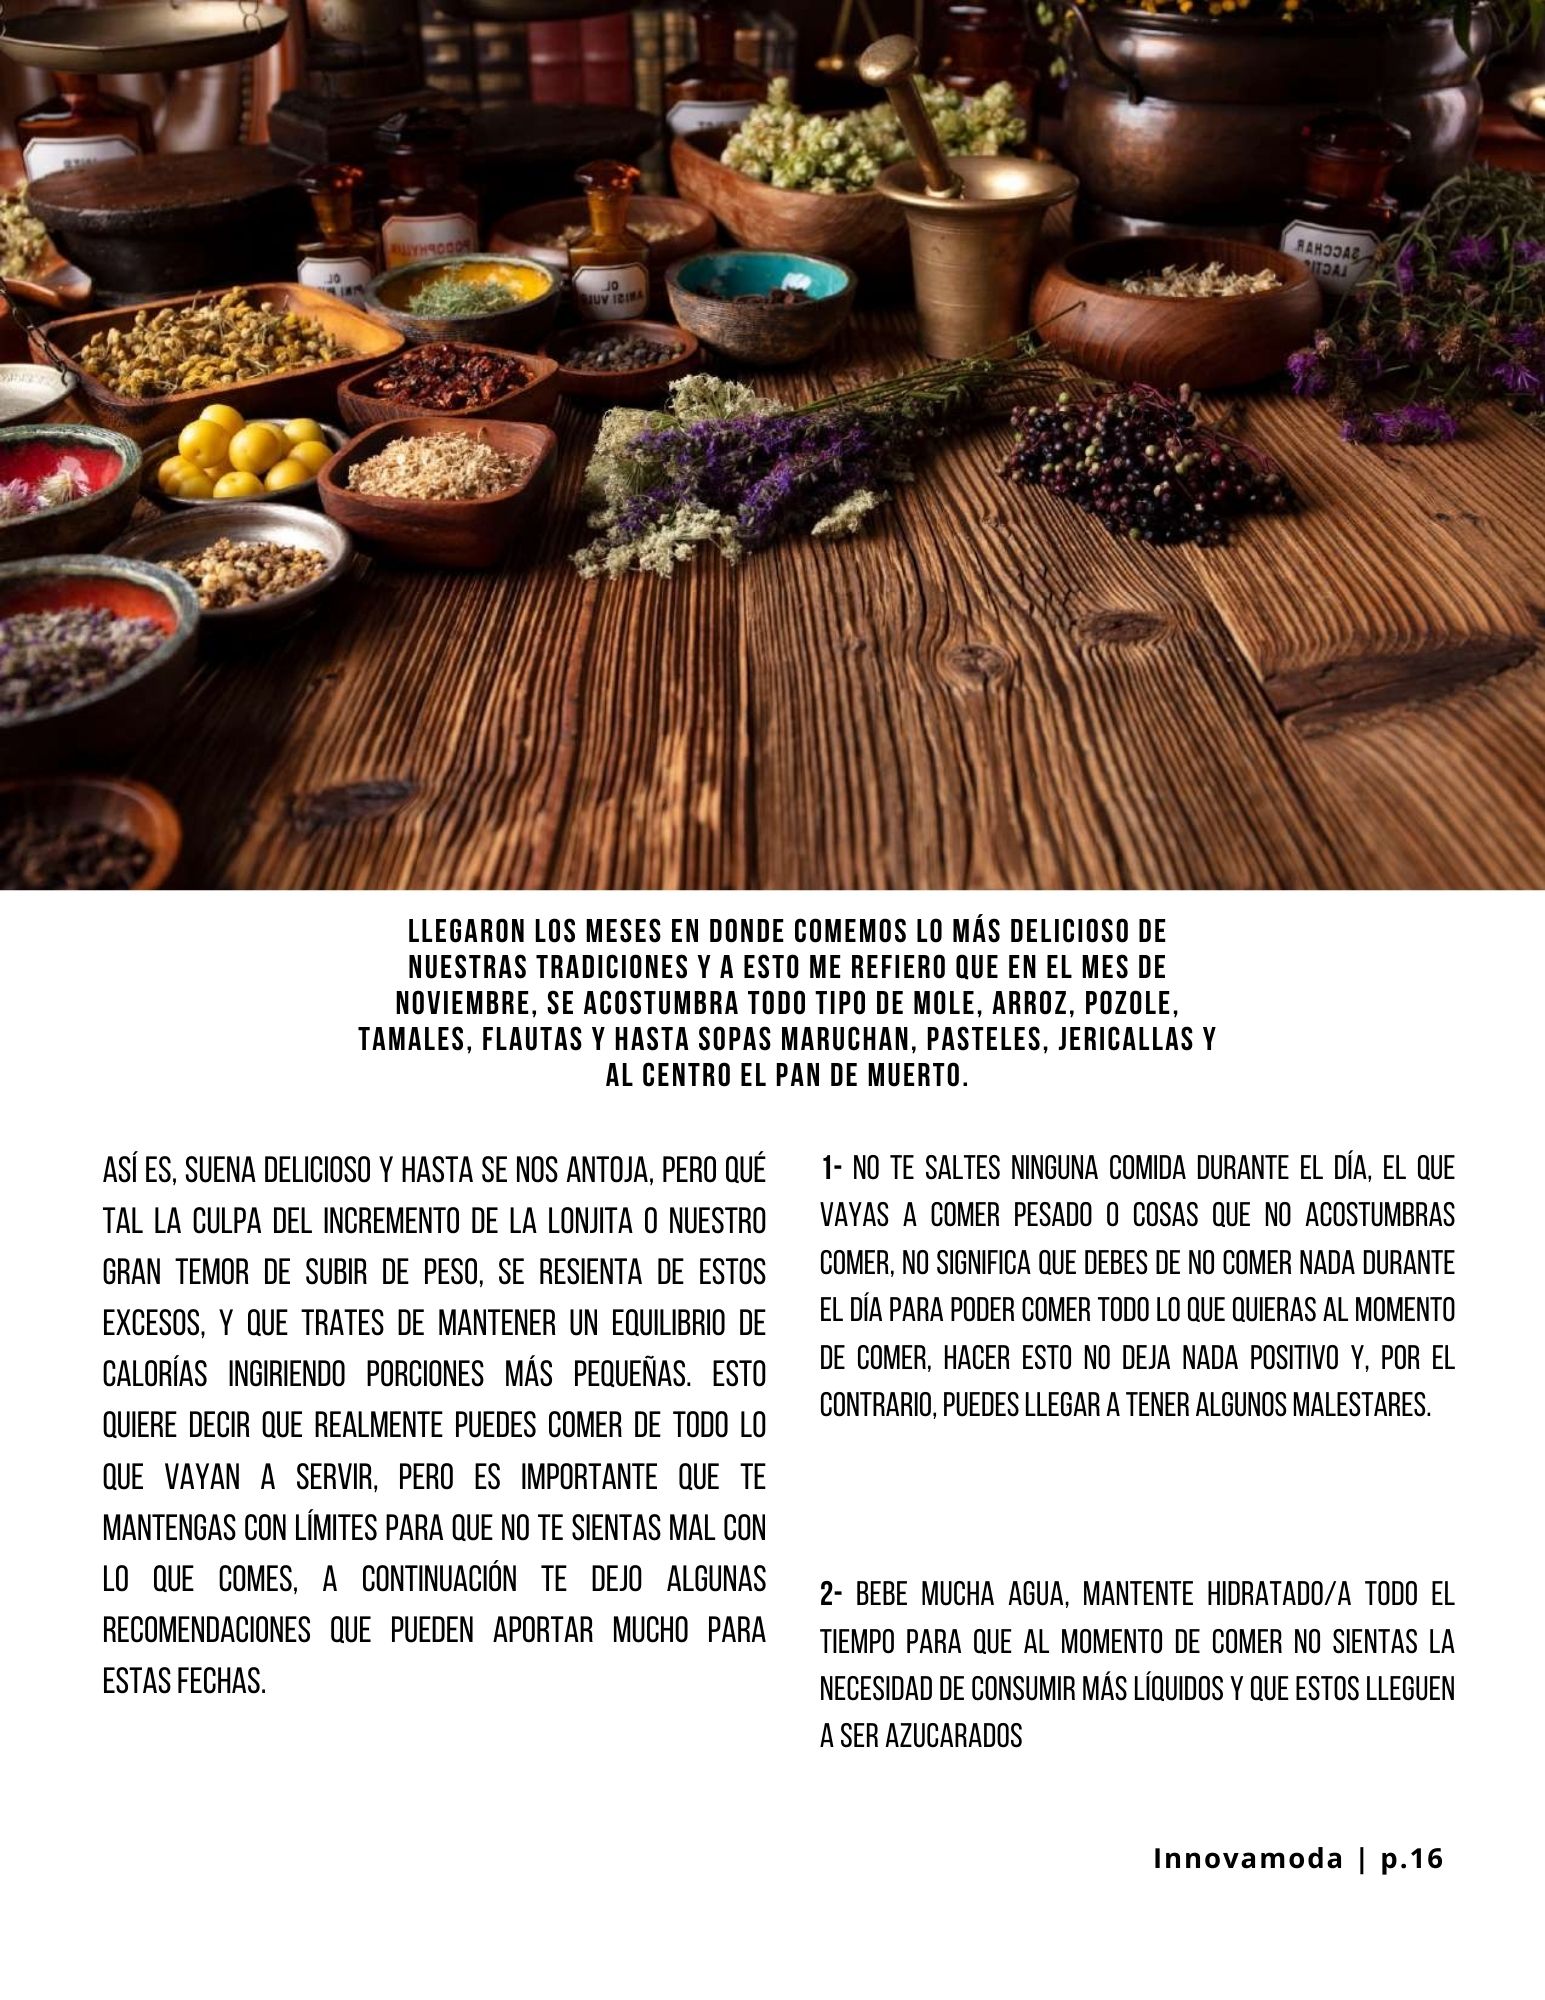 SACCHAR.
LACTIS
OL.
ANISI VULG
OL.
PINI
PODOPHYLLIN
LLEGARON LOS MESES EN DONDE COMEMOS LO MÁS DELICIOSO DE
NUESTRAS TRADICIONES Y A ESTO ME REFIERO QUE EN EL MES DE
NOVIEMBRE, SE ACOSTUMBRA TODO TIPO DE MOLE, ARROZ, POZOLE,
TAMALES, FLAUTAS Y HASTA SOPAS MARUCHAN, PASTELES, JERICALLAS Y
AL CENTRO EL PAN DE MUERTO.
ASÍ ES, SUENA DELICIOSO Y HASTA SE NOS ANTOJA, PERO QUÉ
TAL LA CULPA DEL INCREMENTO DE LA LONJITA O NUESTRO
GRAN TEMOR DE SUBIR DE PESO, SE RESIENTA DE ESTOS
EXCESOS, Y QUE TRATES DE MANTENER UN EQUILIBRIO DE
CALORÍAS INGIRIENDO PORCIONES MÁS PEQUEÑAS. ESTO
QUIERE DECIR QUE REALMENTE PUEDES COMER DE TODO LO
QUE VAYAN A SERVIR, PERO ES IMPORTANTE QUE TE
MANTENGAS CON LÍMITES PARA QUE NO TE SIENTAS MAL CON
LO QUE COMES, A CONTINUACIÓN TE DEJO ALGUNAS
RECOMENDACIONES QUE PUEDEN APORTAR MUCHO PARA
ESTAS FECHAS.
1- NO TE SALTES NINGUNA COMIDA DURANTE EL DÍA, EL QUE
VAYAS A COMER PESADO O COSAS QUE NO ACOSTUMBRAS
COMER, NO SIGNIFICA QUE DEBES DE NO COMER NADA DURANTE
EL DÍA PARA PODER COMER TODO LO QUE QUIERAS AL MOMENTO
DE COMER, HACER ESTO NO DEJA NADA POSITIVO Y, POR EL
CONTRARIO, PUEDES LLEGAR A TENER ALGUNOS MALESTARES.
2- BEBE MUCHA AGUA, MANTENTE HIDRATADO/A TODO EL
TIEMPO PARA QUE AL MOMENTO DE COMER NO SIENTAS LA
NECESIDAD DE CONSUMIR MÁS LÍQUIDOS Y QUE ESTOS LLEGUEN
A SER AZUCARADOS
Innovamoda | p.16